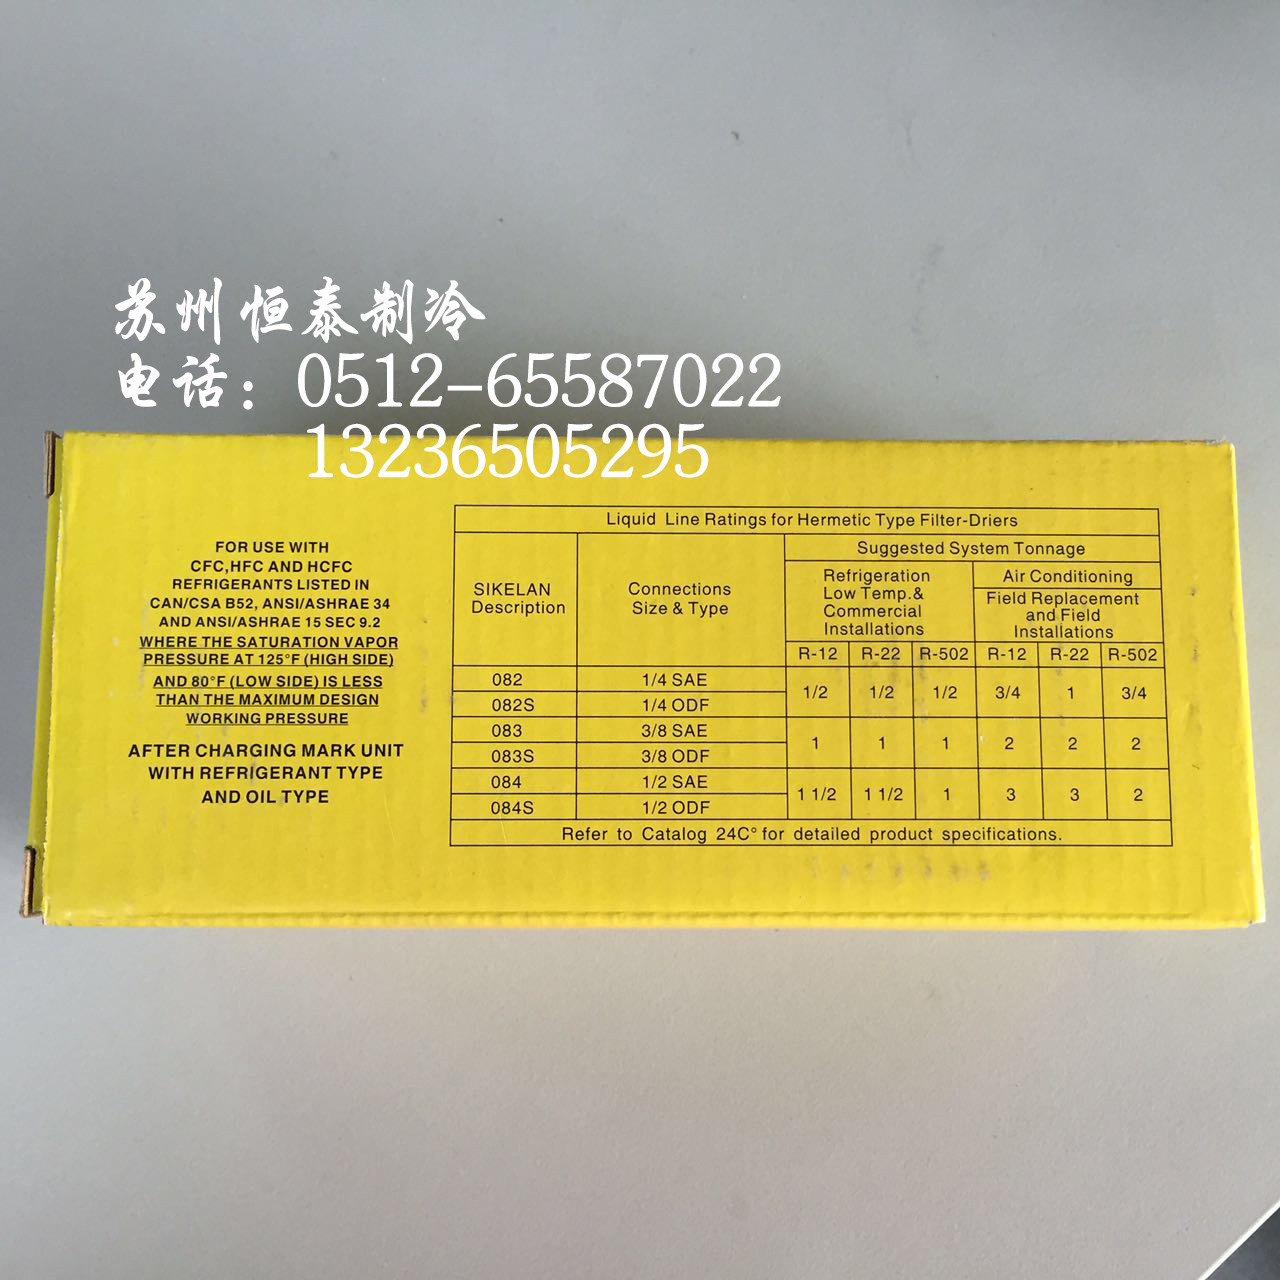 苏州恒泰制冷
电话：0512-65587022
13236505295
FOR USE WITH
CFC,HFC AND HCFC
REFRIGERANTS LISTED IN
CAN/CSA B52, ANSI/ASHRAE 34
AND ANSI/ASHRAE 15 SEC 9.2
WHERE THE SATURATION VAPOR
PRESSURE AT 125°F (HIGH SIDE)
AND 80°F (LOW SIDE) IS LESS
THAN THE MAXIMUM DESIGN
WORKING PRESSURE
AFTER CHARGING MARK UNIT
WITH REFRIGERANT TYPE
AND OIL TYPE
Liquid Line Ratings for Hermetic Type Filter-Driers
SIKELAN
Description
Connections
Size & Type
Suggested System Tonnage
Refrigeration
Low Temp.&
Commercial
Installations
Air Conditioning
Field Replacement
and Field
Installations
R-12 R-22 R-502 R-12 R-22 R-502
082 1/4 SAE
082S 1/4 ODF
1/2 1/2 1/2 3/4 1 3/4
083 3/8 SAE
083S 3/8 ODF
1 1 1 2 2 2
084 1/2 SAE
084S 1/2 ODF
1 1/2 1 1/2 1 3 3 2
Refer to Catalog 24C° for detailed product specifications.